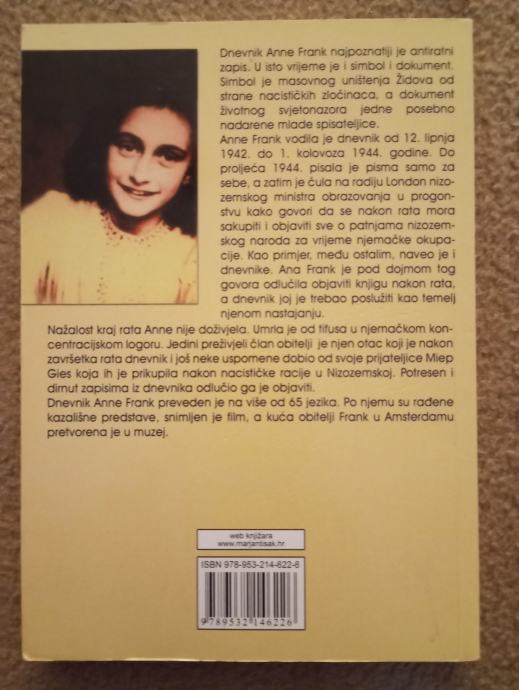 Dnevnik Anne Frank najpoznatiji je antiratni
zapis. U isto vrijeme je i simbol i dokument.
Simbol je masovnog uništenja Židova od
strane nacističkih zločinaca, a dokument
životnog svjetonazora jedne posebno
nadarene mlade spisateljice.
Anne Frank vodila je dnevnik od 12. lipnja
1942. do 1. kolovoza 1944. godine. Do
proljeća 1944. pisala je pisma samo za
sebe, a zatim je čula na radiju London nizo-
zemskog ministra obrazovanja u progon-
stvu kako govori da se nakon rata mora
sakupiti i objaviti sve o patnjama nizozem-
skog naroda za vrijeme njemačke okupa-
cije. Kao primjer, među ostalim, naveo je i
dnevnike. Ana Frank je pod dojmom tog
govora odlučila objaviti knjigu nakon rata,
a dnevnik joj je trebao poslužiti kao temelj
njenom nastajanju.
Nažalost kraj rata Anne nije doživjela. Umrla je od tifusa u njemačkom kon-
centracijskom logoru. Jedini preživjeli član obitelji je njen otac koji je nakon
završetka rata dnevnik i još neke uspomene dobio od svoje prijateljice Miep
Gies koja ih je prikupila nakon nacističke racije u Nizozemskoj. Potresen i
dirnut zapisima iz dnevnika odlučio ga je objaviti.
Dnevnik Anne Frank preveden je na više od 65 jezika. Po njemu su rađene
kazališne predstave, snimljen je film, a kuća obitelji Frank u Amsterdamu
pretvorena je u muzej.
web knjižara
www.marjantisak.hr
ISBN 978-953-214-622-6
9789532146226